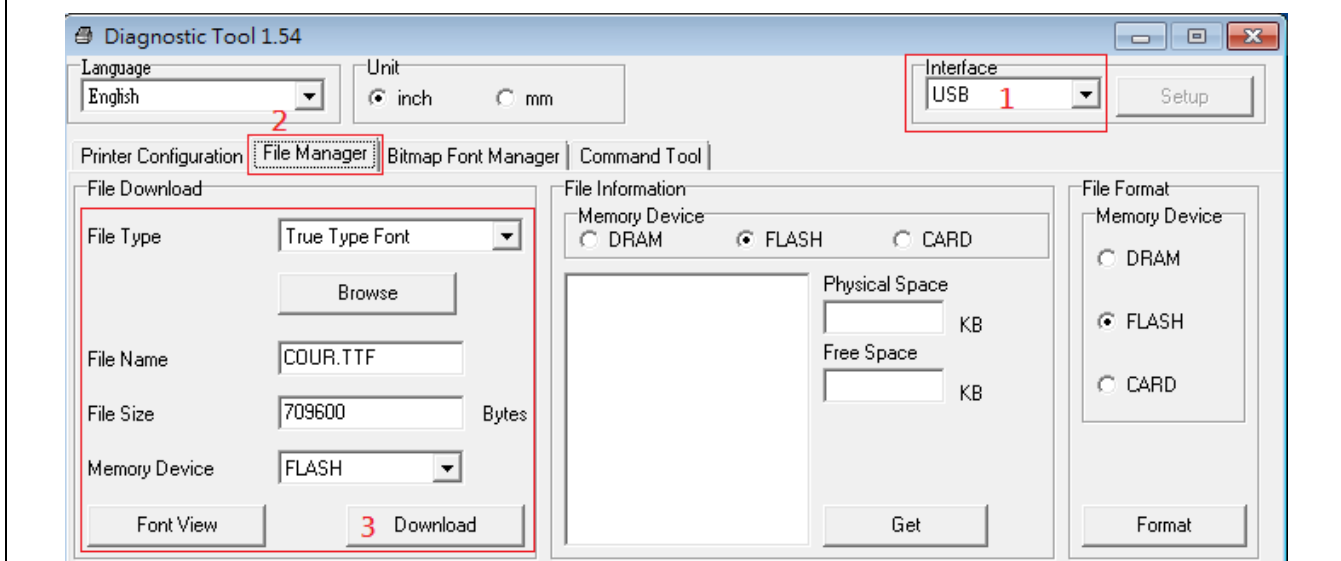 Diagnostic Tool 1.54
Language
English
Unit
inch
mm
Interface
USB
1
Setup
2
Printer Configuration
File Manager
Bitmap Font Manager
Command Tool
File Download
File Type
True Type Font
Browse
File Name
COUR.TTF
File Size
709600
Bytes
Memory Device
FLASH
Font View
3 Download
File Information
Memory Device
DRAM
FLASH
CARD
Physical Space
KB
Free Space
KB
Get
File Format
Memory Device
DRAM
FLASH
CARD
Format